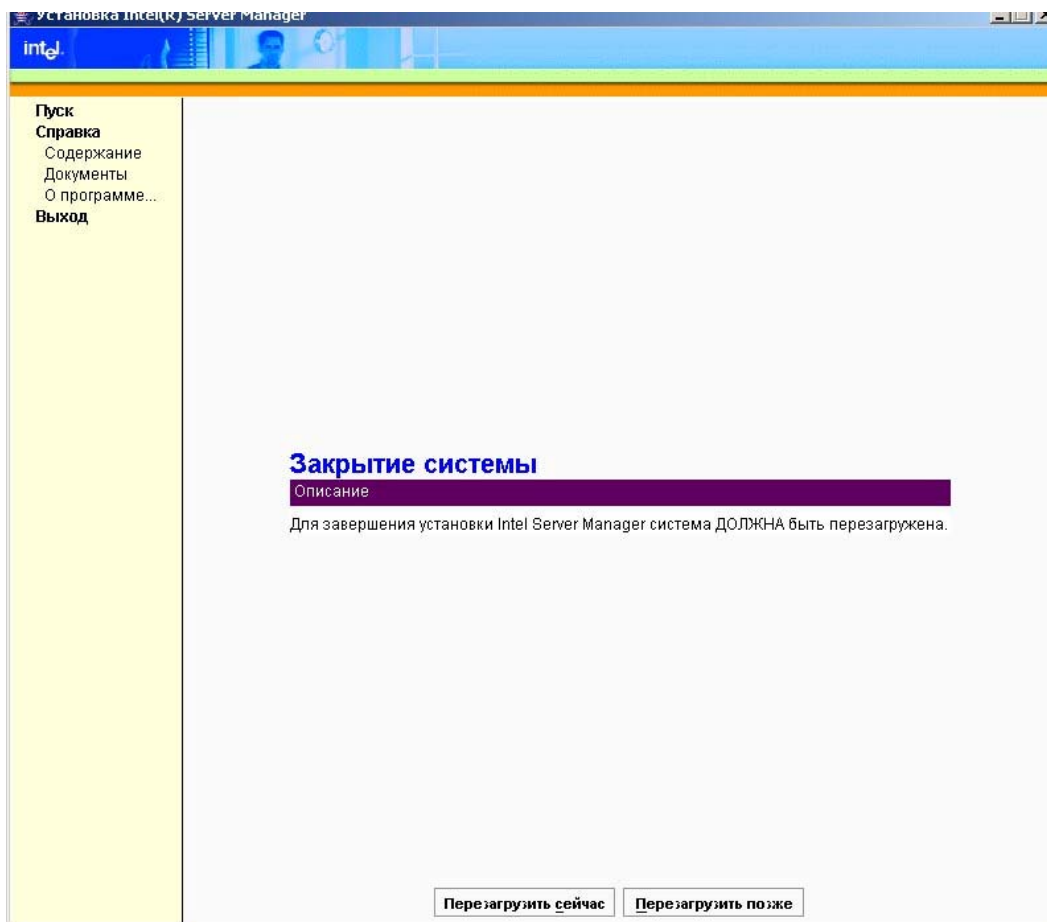 Установка Intel(R) Server Manager
intel.
Пуск
Справка
Содержание
Документы
О программе...
Выход
Закрытие системы
Описание
Для завершения установки Intel Server Manager система ДОЛЖНА быть перезагружена.
Перезагрузить сейчас
Перезагрузить позже